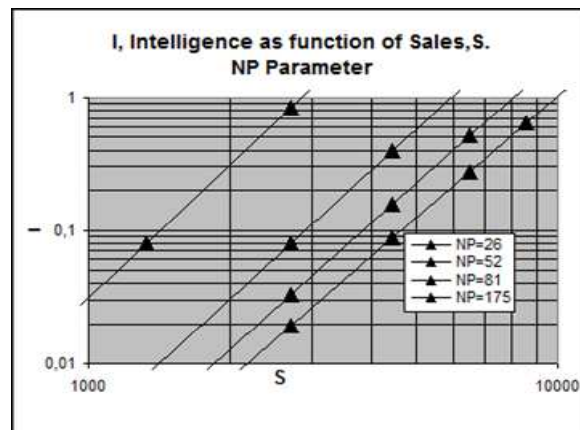 I, Intelligence as function of Sales,S.
NP Parameter
1
0,1
0,01
I
1000
S
10000
NP=26
NP=52
NP=81
NP=175